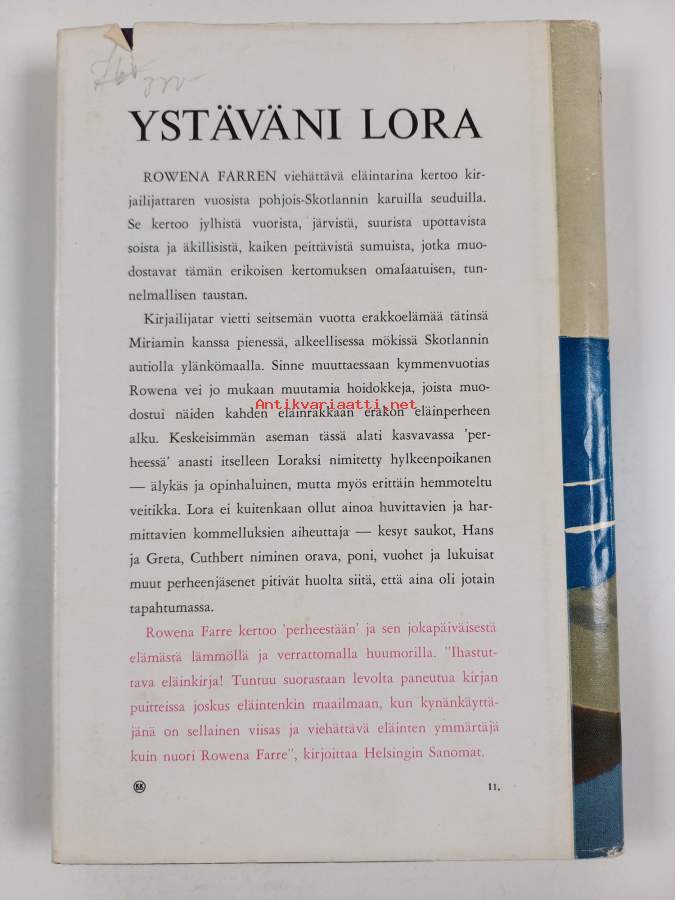 YSTÄVÄNI LORA
ROWENA FARREN viehättävä eläintarina kertoo kir-
jailijattaren vuosista pohjois-Skotlannin karuilla seuduilla.
Se kertoo jylhistä vuorista, järvistä, suurista upottavista
soista ja äkillisistä, kaiken peittävistä sumuista, jotka muo-
dostavat tämän erikoisen kertomuksen omalaatuisen, tun-
nelmallisen taustan.
Kirjailijatar vietti seitsemän vuotta erakkoelämää tätinsä
Miriamin kanssa pienessä, alkeellisessa mökissä Skotlannin
autiolla ylänkömaalla. Sinne muuttaessaan kymmenvuotias
Rowena vei jo mukaan muutamia hoidokkeja, joista muo-
Antikvariaatti.net
dostui näiden kahden eläinrakkaan erakon eläinperheen
alku. Keskeisimmän aseman tässä alati kasvavassa 'per-
heessä' anasti itselleen Loraksi nimitetty hylkeenpoikanen
— älykäs ja opinhaluinen, mutta myös erittäin hemmoteltu
veitikka. Lora ei kuitenkaan ollut ainoa huvittavien ja har-
mittavien kommelluksien aiheuttaja — kesyt saukot, Hans
ja Greta, Cuthbert niminen orava, poni, vuohet ja lukuisat
muut perheenjäsenet pitivät huolta siitä, että aina oli jotain
tapahtumassa.
Rowena Farre kertoo 'perheestään' ja sen jokapäiväisestä
elämästä lämmöllä ja verrattomalla huumorilla. "Ihastut-
tava eläinkirja! Tuntuu suorastaan levolta paneutua kirjan
puitteissa joskus eläintenkin maailmaan, kun kynänkäyttä-
jänä on sellainen viisas ja viehättävä eläinten ymmärtäjä
kuin nuori Rowena Farre", kirjoittaa Helsingin Sanomat.
KK
11.